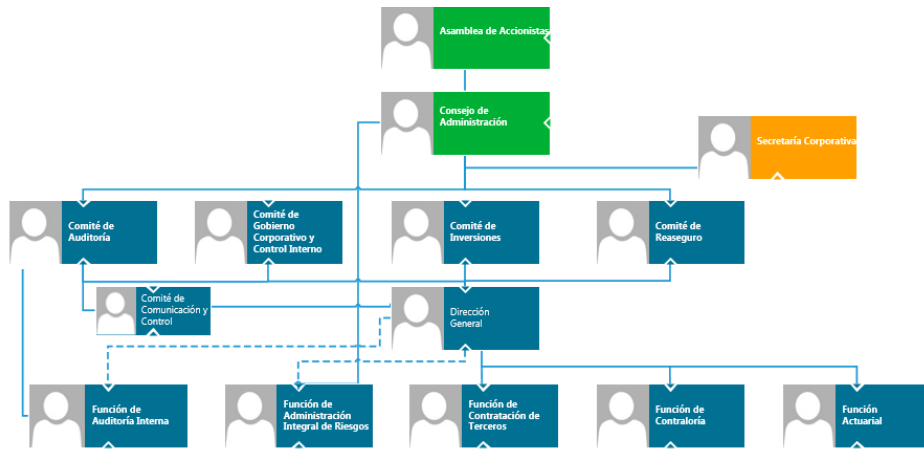 Asamblea de Accionistas
Consejo de
Administración
Secretaría Corporativa
Comité de
Auditoría
Comité de
Gobierno
Corporativo y
Control Interno
Comité de
Inversiones
Comité de
Reaseguro
Comité de
Comunicación y
Control
Dirección
General
Función de
Auditoría Interna
Función de
Administración
Integral de Riesgos
Función de
Contratación de
Terceros
Función de
Contraloría
Función
Actuarial